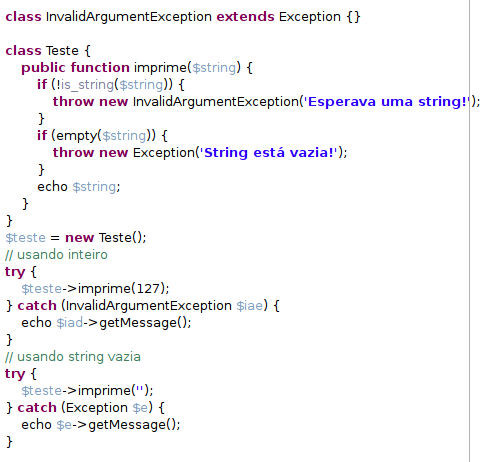 class InvalidArgumentException extends Exception {}
class Teste {
public function imprime($string) {
if (!is_string($string)) {
throw new InvalidArgumentException('Esperava uma string!');
}
if (empty($string)) {
throw new Exception('String está vazia!');
}
echo $string;
}
}
$teste = new Teste();
// usando inteiro
try {
$teste->imprime(127);
} catch (InvalidArgumentException $iae) {
echo $iad->getMessage();
}
// usando string vazia
try {
$teste->imprime('');
} catch (Exception $e) {
echo $e->getMessage();
}